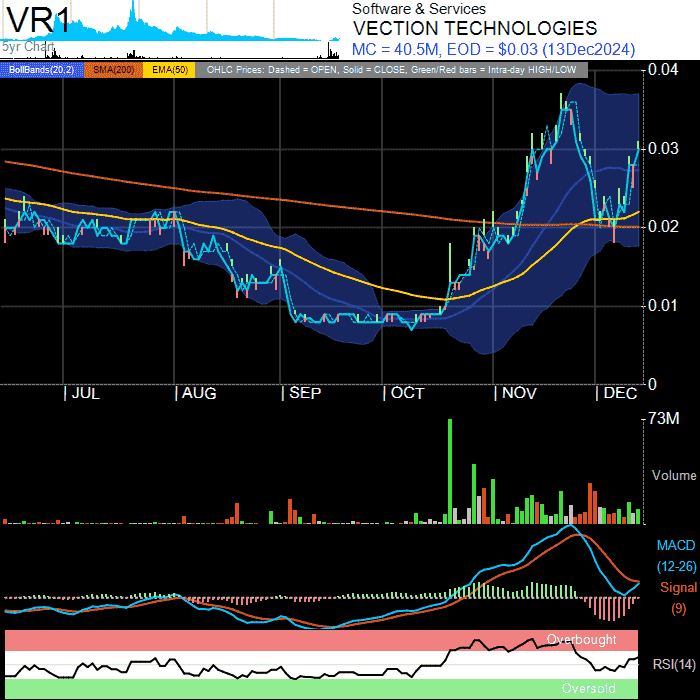 VR1
5yr Chart
Software & Services
VECTION TECHNOLOGIES
MC = 40.5M, EOD = $0.03 (13Dec2024)
BollBands(20,2) SMA(200) EMA(50) OHLC Prices: Dashed = OPEN, Solid = CLOSE, Green/Red bars = Intra-day HIGH/LOW
0.04
0.03
0.02
0.01
0
| JUL | AUG | SEP | OCT | NOV | DEC
73M
Volume
MACD
(12-26)
Signal
(9)
Overbought
RSI(14)
Oversold